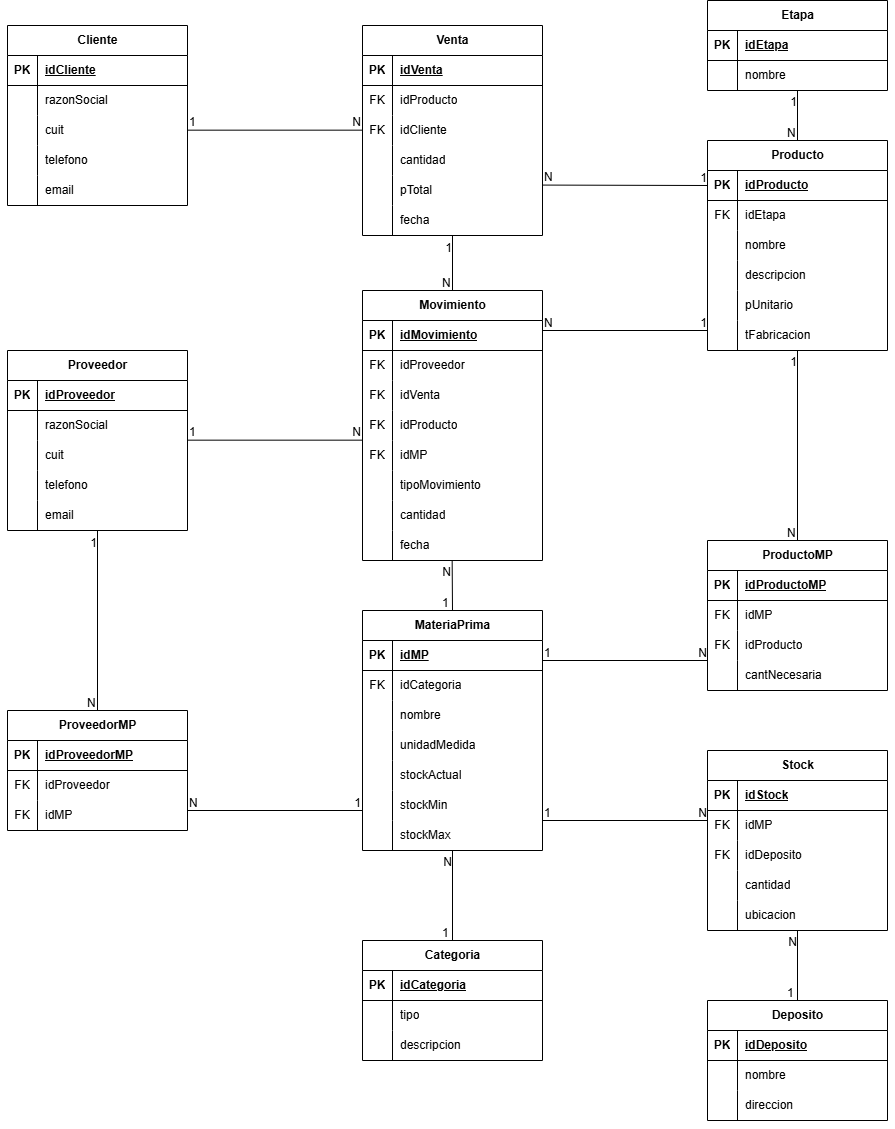 Cliente
PK idCliente
razonSocial
cuit
telefono
email
Venta
PK idVenta
FK idProducto
FK idCliente
cantidad
pTotal
fecha
Etapa
PK idEtapa
nombre
1 N
1
N
N 1
Producto
PK idProducto
FK idEtapa
nombre
descripcion
pUnitario
tFabricacion
1
N
Movimiento
PK idMovimiento
FK idProveedor
FK idVenta
FK idProducto
FK idMP
tipoMovimiento
cantidad
fecha
N 1
Proveedor
PK idProveedor
razonSocial
cuit
telefono
email
1 N
1
N
1
N
ProductoMP
PK idProductoMP
FK idMP
FK idProducto
cantNecesaria
N
1
MateriaPrima
PK idMP
FK idCategoria
nombre
unidadMedida
stockActual
stockMin
stockMax
1 N
ProveedorMP
PK idProveedorMP
FK idProveedor
FK idMP
N 1
1 N
Stock
PK idStock
FK idMP
FK idDeposito
cantidad
ubicacion
N
1
Categoria
PK idCategoria
tipo
descripcion
N
1
Deposito
PK idDeposito
nombre
direccion